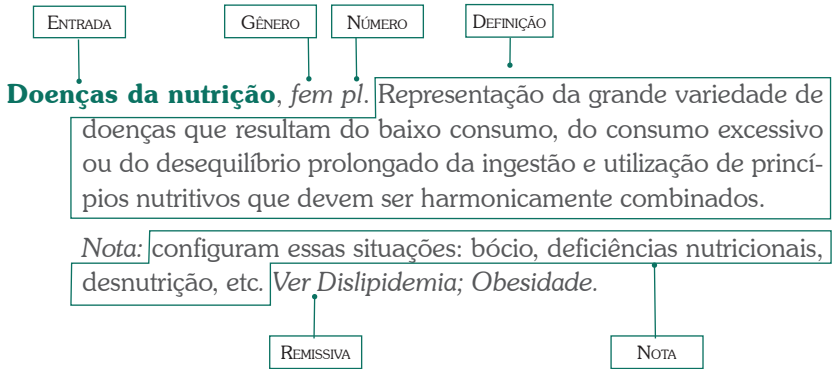 Entrada Gênero Número Definição
Doenças da nutrição, fem pl. Representação da grande variedade de
doenças que resultam do baixo consumo, do consumo excessivo
ou do desequilíbrio prolongado da ingestão e utilização de princí-
pios nutritivos que devem ser harmonicamente combinados.
Nota: configuram essas situações: bócio, deficiências nutricionais,
desnutrição, etc. Ver Dislipidemia; Obesidade.
Remissiva Nota